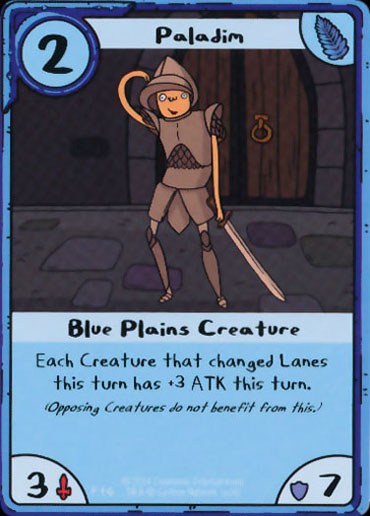 2
Paladim
Blue Plains Creature
Each Creature that changed Lanes
this turn has +3 ATK this turn.
(Opposing Creatures do not benefit from this.)
3
7